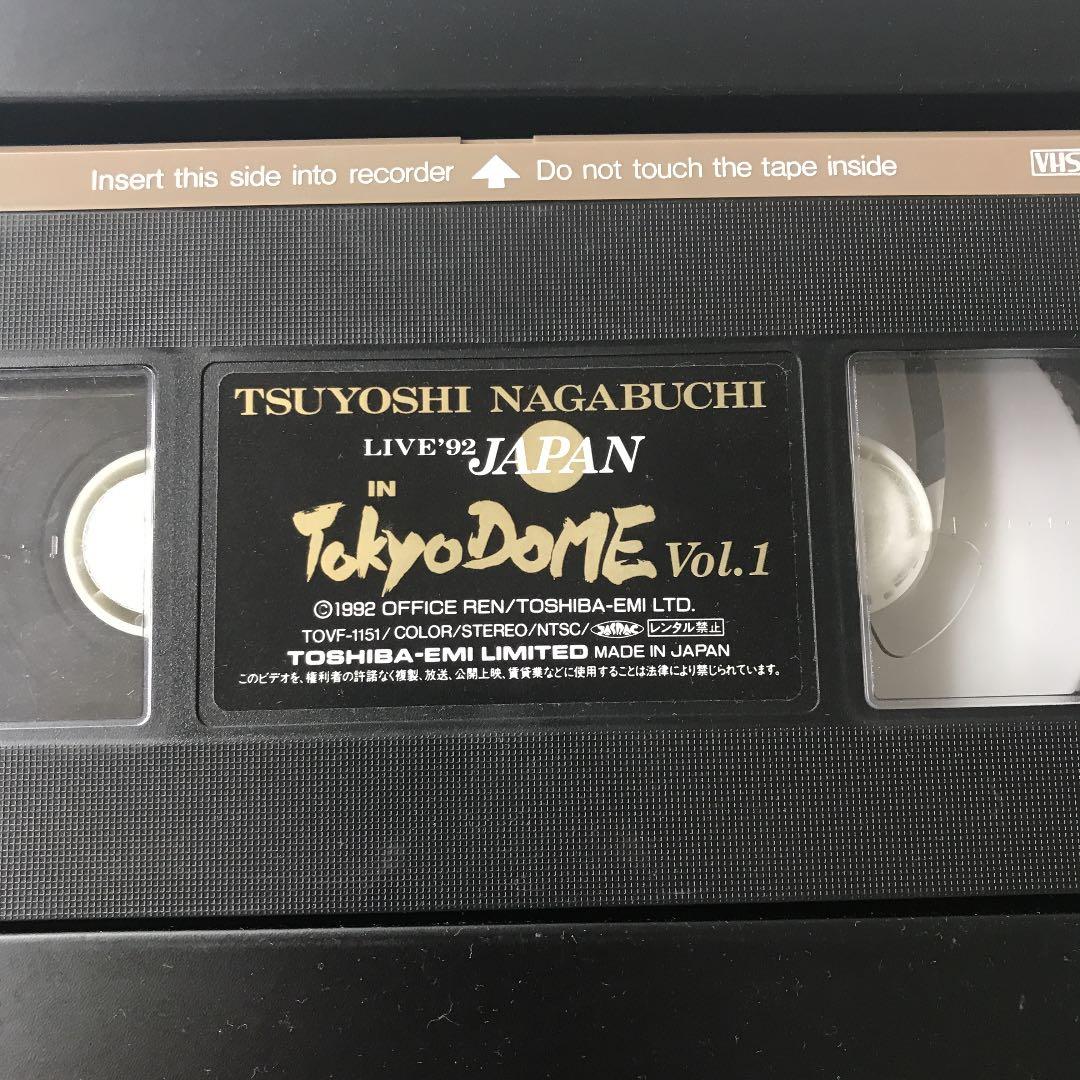 Insert this side into recorder Do not touch the tape inside VHS
TSUYOSHI NAGABUCHI
LIVE'92 JAPAN
IN
Tokyo DOME Vol.1
©1992 OFFICE REN/TOSHIBA-EMI LTD.
TOVF-1151/COLOR/STEREO/NTSC/JASRAC レンタル禁止
TOSHIBA-EMI LIMITED MADE IN JAPAN
このビデオを、権利者の許諾なく複製、放送、公開上映、賃貸業などに使用することは法律により禁じられています。